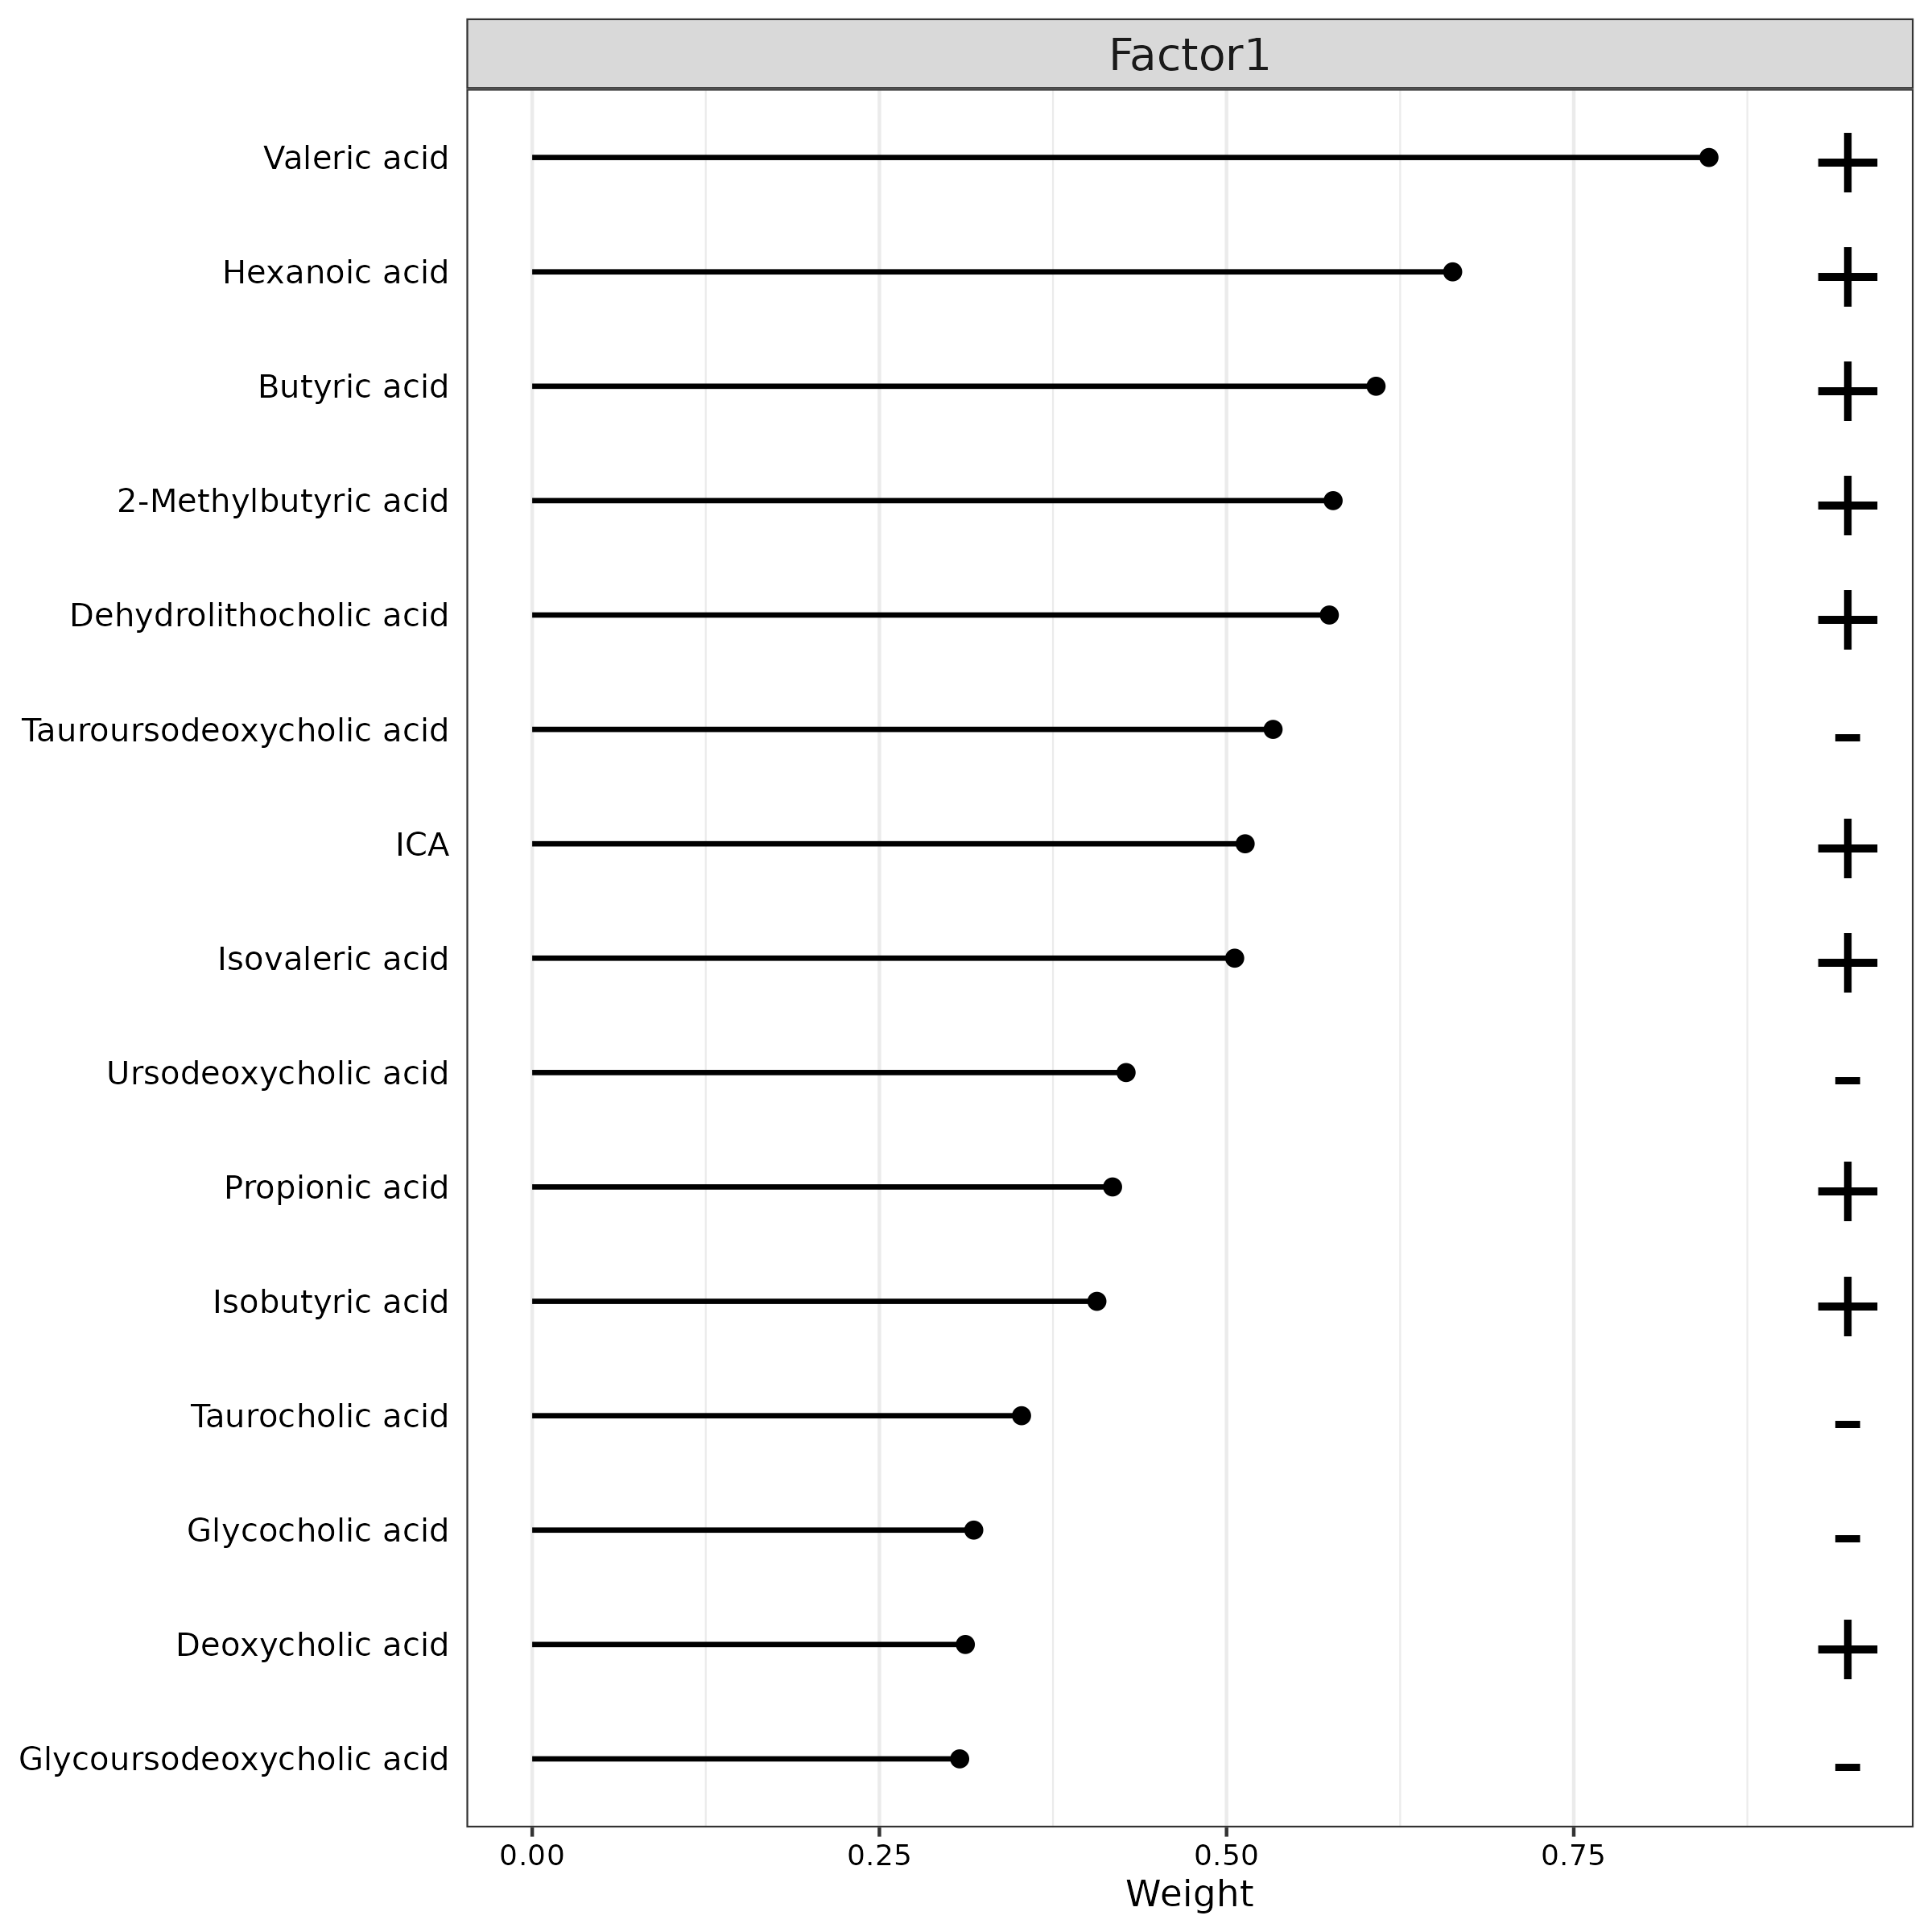 Factor1
Valeric acid +
Hexanoic acid +
Butyric acid +
2-Methylbutyric acid +
Dehydrolithocholic acid +
Tauroursodeoxycholic acid -
ICA +
Isovaleric acid +
Ursodeoxycholic acid -
Propionic acid +
Isobutyric acid +
Taurocholic acid -
Glycocholic acid -
Deoxycholic acid +
Glycoursodeoxycholic acid -
0.00 0.25 0.50 0.75
Weight